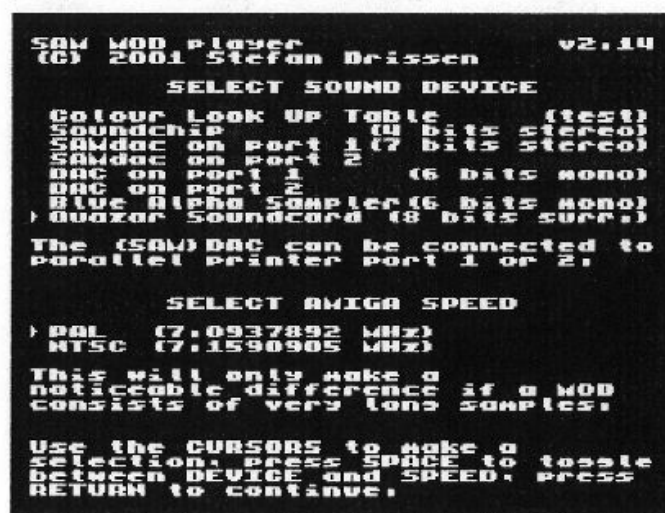 SAM MOD player v2.14
(C) 2001 Stefan Drissen
SELECT SOUND DEVICE
Colour Look Up Table (test)
Soundchip (4 bits stereo)
SAMdac on port 1 (7 bits stereo)
SAMdac on port 2
DAC on port 1 (6 bits mono)
DAC on port 2
Blue Alpha Sampler (6 bits mono)
› Quazar Soundcard (8 bits surr.)
The (SAM)DAC can be connected to
parallel printer port 1 or 2.
SELECT AMIGA SPEED
› PAL (7.0937892 MHz)
NTSC (7.1590905 MHz)
This will only make a
noticeable difference if a MOD
consists of very long samples.
Use the CURSORS to make a
selection, press SPACE to toggle
between DEVICE and SPEED, press
RETURN to continue.